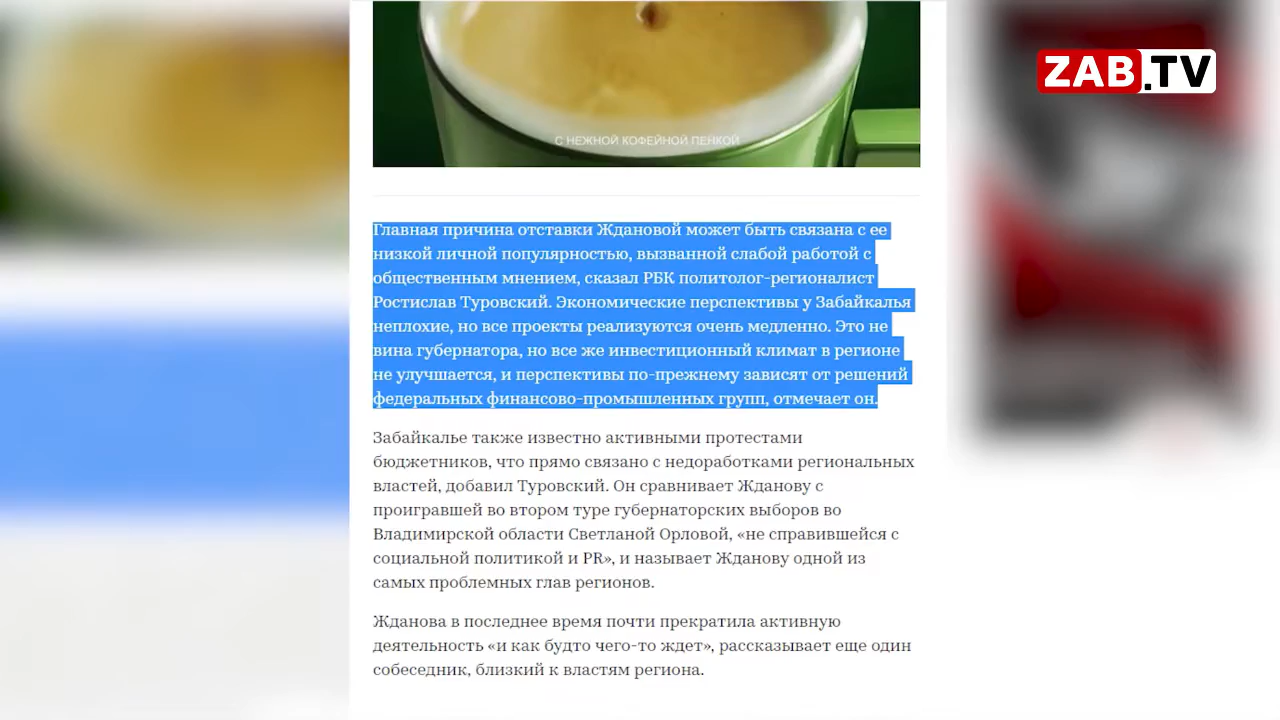 ZAB.TV
С НЕЖНОЙ КОФЕЙНОЙ ПЕНКОЙ
Главная причина отставки Ждановой может быть связана с ее
низкой личной популярностью, вызванной слабой работой с
общественным мнением, сказал РБК политолог-регионалист
Ростислав Туровский. Экономические перспективы у Забайкалья
неплохие, но все проекты реализуются очень медленно. Это не
вина губернатора, но все же инвестиционный климат в регионе
не улучшается, и перспективы по-прежнему зависят от решений
федеральных финансово-промышленных групп, отмечает он.
Забайкалье также известно активными протестами
бюджетников, что прямо связано с недоработками региональных
властей, добавил Туровский. Он сравнивает Жданову с
проигравшей во втором туре губернаторских выборов во
Владимирской области Светланой Орловой, «не справившейся с
социальной политикой и PR», и называет Жданову одной из
самых проблемных глав регионов.
Жданова в последнее время почти прекратила активную
деятельность «и как будто чего-то ждет», рассказывает еще один
собеседник, близкий к властям региона.